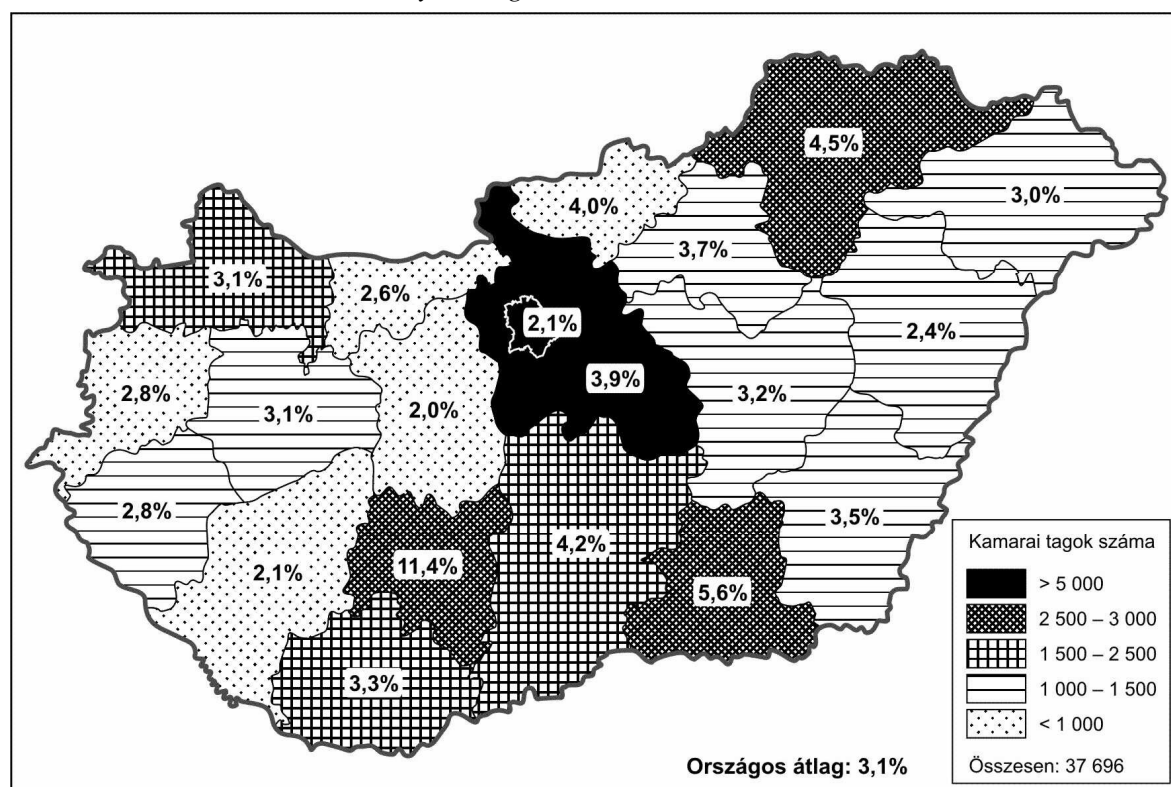 4,5%
3,0%
4,0%
3,7%
3,1%
2,6%
2,1%
2,4%
3,9%
2,8%
3,1%
2,0%
3,2%
2,8%
2,1%
11,4%
4,2%
5,6%
3,5%
3,3%
Kamarai tagok száma
> 5 000
2 500 – 3 000
1 500 – 2 500
1 000 – 1 500
< 1 000
Összesen: 37 696
Országos átlag: 3,1%